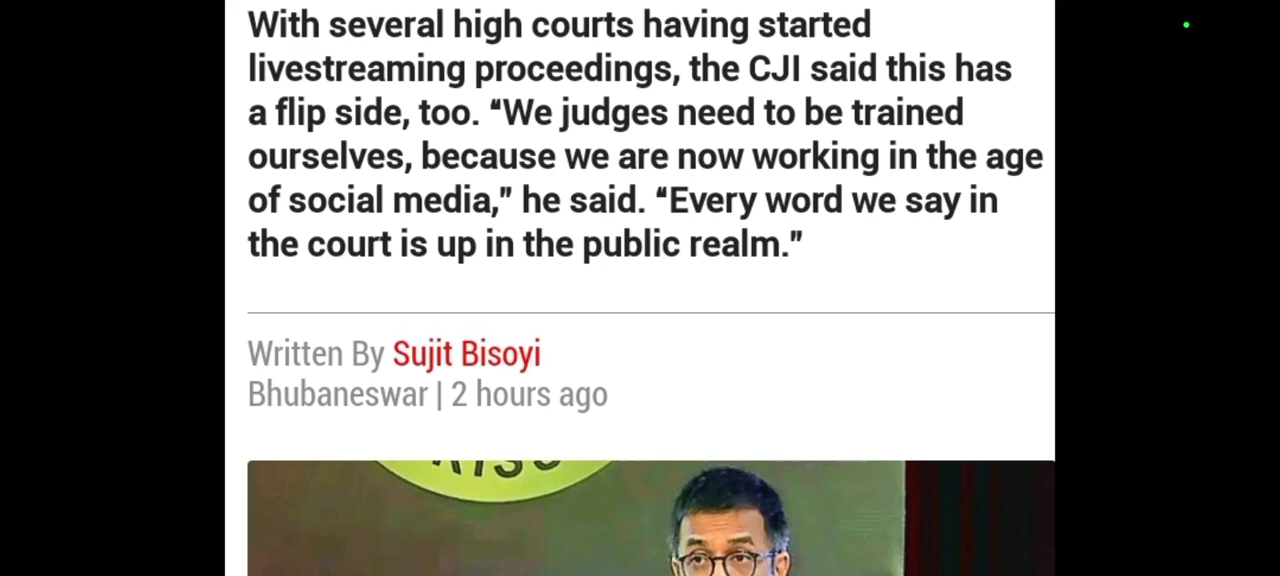 With several high courts having started
livestreaming proceedings, the CJI said this has
a flip side, too. “We judges need to be trained
ourselves, because we are now working in the age
of social media,” he said. “Every word we say in
the court is up in the public realm.”
Written By Sujit Bisoyi
Bhubaneswar | 2 hours ago